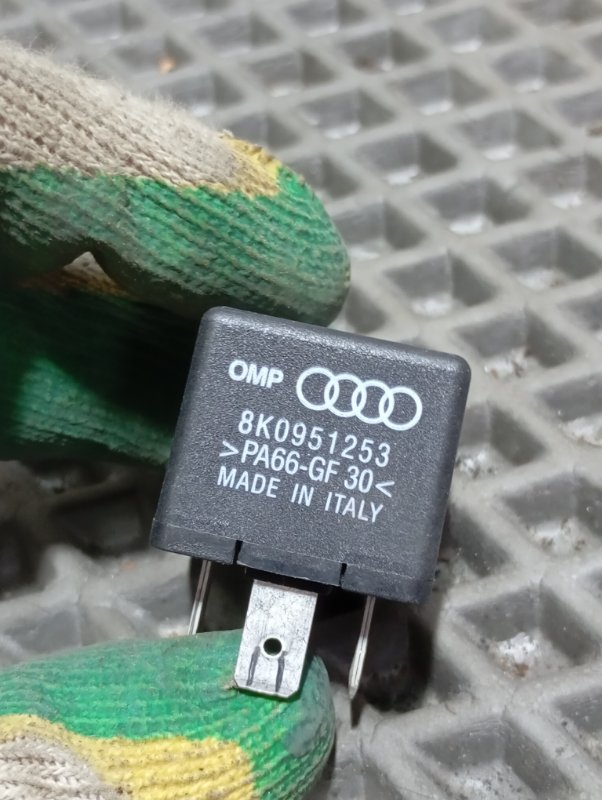 OMP
8K0951253
>PA66-GF 30<
MADE IN ITALY